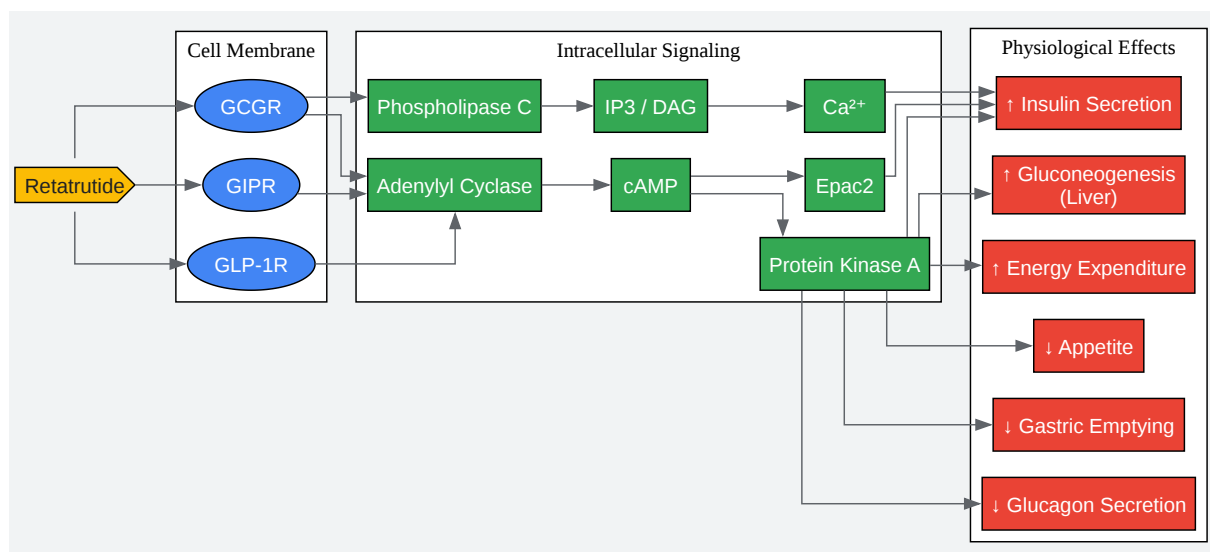 Cell Membrane
Intracellular Signaling
Physiological Effects
GCGR
Phospholipase C
IP3 / DAG
Ca²⁺
↑ Insulin Secretion
Retatrutide
GIPR
Adenylyl Cyclase
cAMP
Epac2
↑ Gluconeogenesis
(Liver)
GLP-1R
Protein Kinase A
↑ Energy Expenditure
↓ Appetite
↓ Gastric Emptying
↓ Glucagon Secretion